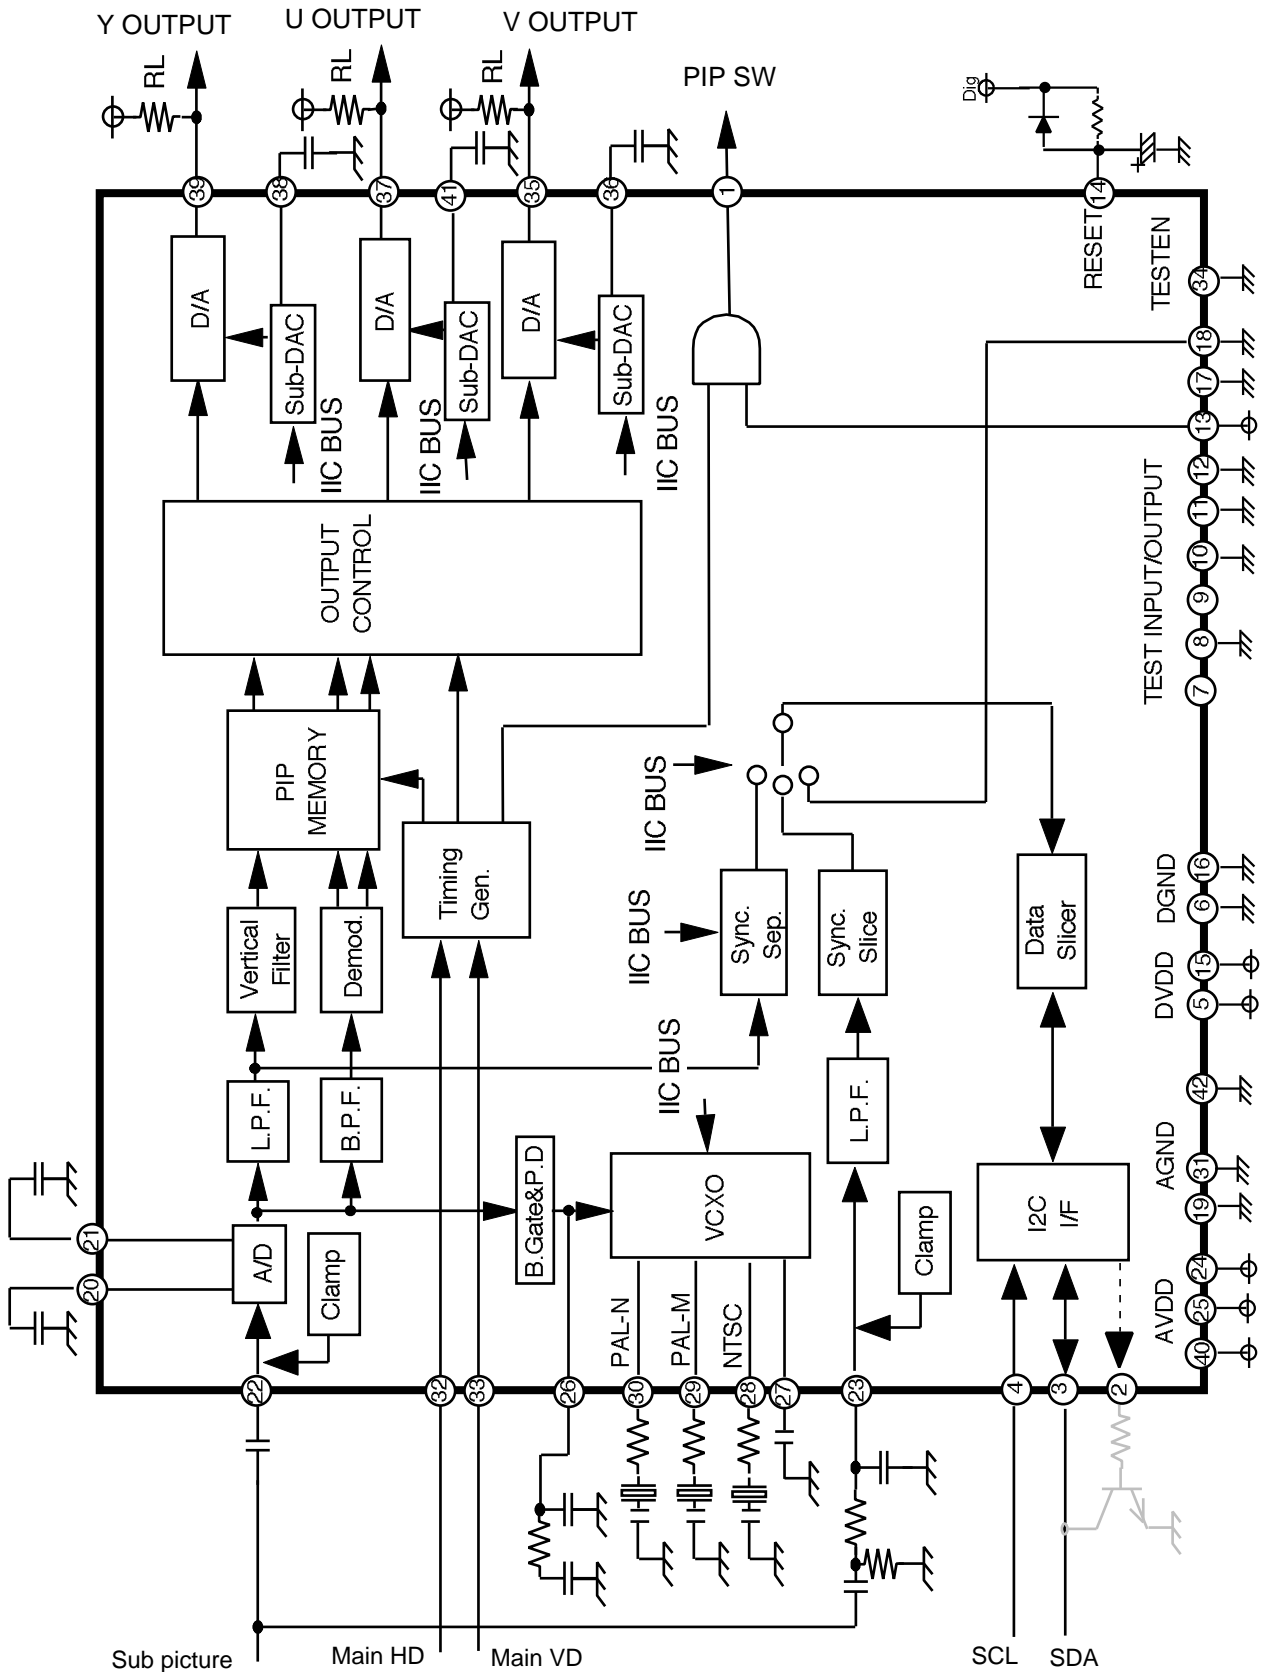 Y OUTPUT
U OUTPUT
V OUTPUT
PIP SW
RL
RL
RL
Dig
+
39
38
37
41
35
36
1
14
RESET
TESTEN
34
18
17
13
12
11
10
9
8
7
TEST INPUT/OUTPUT
D/A
Sub-DAC
D/A
Sub-DAC
D/A
Sub-DAC
IIC BUS
IIC BUS
IIC BUS
OUTPUT
CONTROL
PIP
MEMORY
Timing
Gen.
IIC BUS
IIC BUS
IIC BUS
Vertical
Filter
Demod.
Sync.
Sep.
Sync.
Slice
Data
Slicer
DGND
16
6
DVDD
15
5
L.P.F.
B.P.F.
L.P.F.
B.Gate&P.D
VCXO
I2C
I/F
42
AGND
31
19
AVDD
24
25
40
21
20
A/D
Clamp
Clamp
PAL-N
PAL-M
NTSC
22
32
33
26
30
29
28
27
23
4
3
2
Sub picture
Main HD
Main VD
SCL
SDA